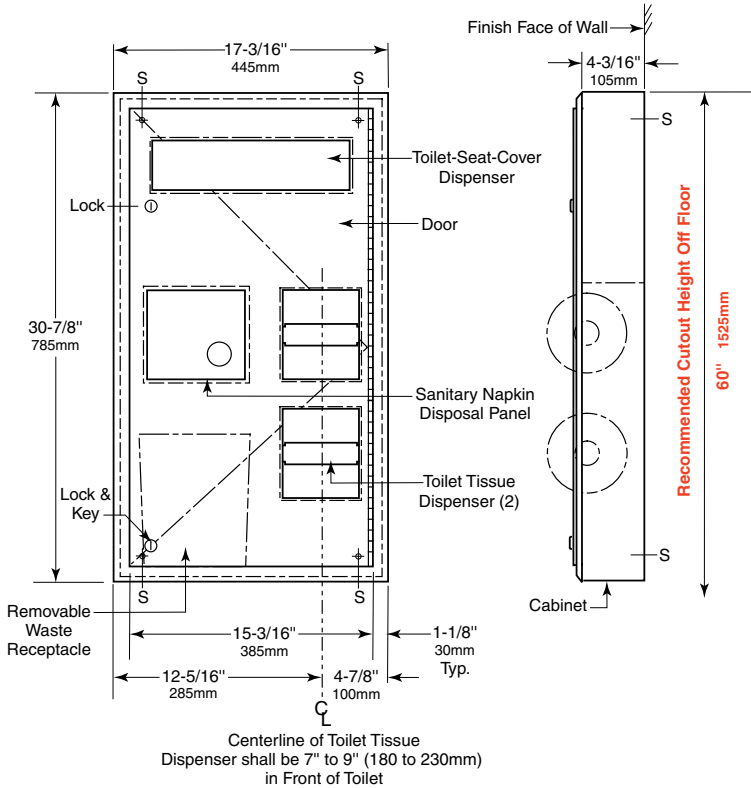 Finish Face of Wall
17-3/16"
445mm
4-3/16"
105mm
S
S
S
Toilet-Seat-Cover
Dispenser
Lock
Door
30-7/8"
785mm
Recommended Cutout Height Off Floor
60" 1525mm
Sanitary Napkin
Disposal Panel
Toilet Tissue
Dispenser (2)
Lock &
Key
S
S
S
Cabinet
Removable
Waste
Receptacle
15-3/16"
385mm
1-1/8"
30mm
Typ.
12-5/16"
285mm
4-7/8"
100mm
CL
Centerline of Toilet Tissue
Dispenser shall be 7" to 9" (180 to 230mm)
in Front of Toilet